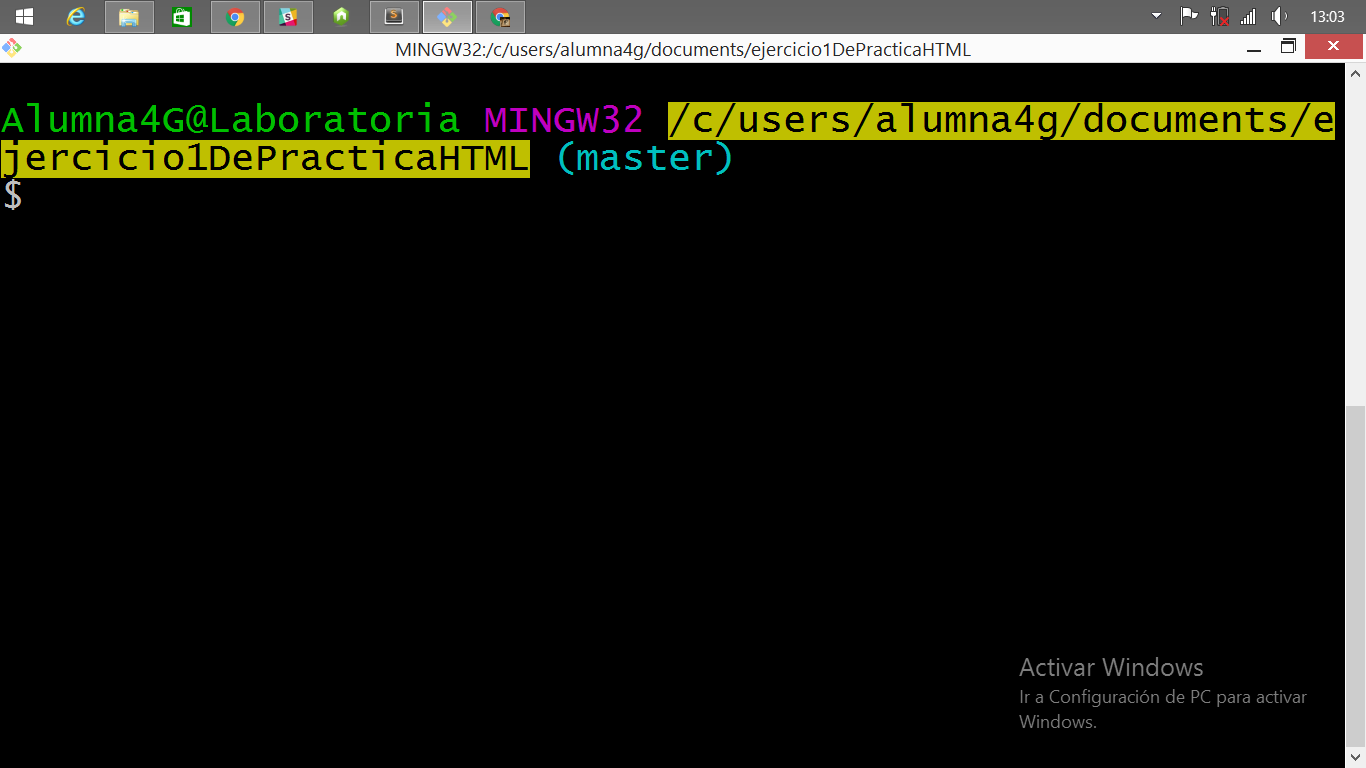 13:03
MINGW32:/c/users/alumna4g/documents/ejercicio1DePracticaHTML
Alumna4G@Laboratoria MINGW32 /c/users/alumna4g/documents/e
jercicio1DePracticaHTML (master)
$
Activar Windows
Ir a Configuración de PC para activar
Windows.